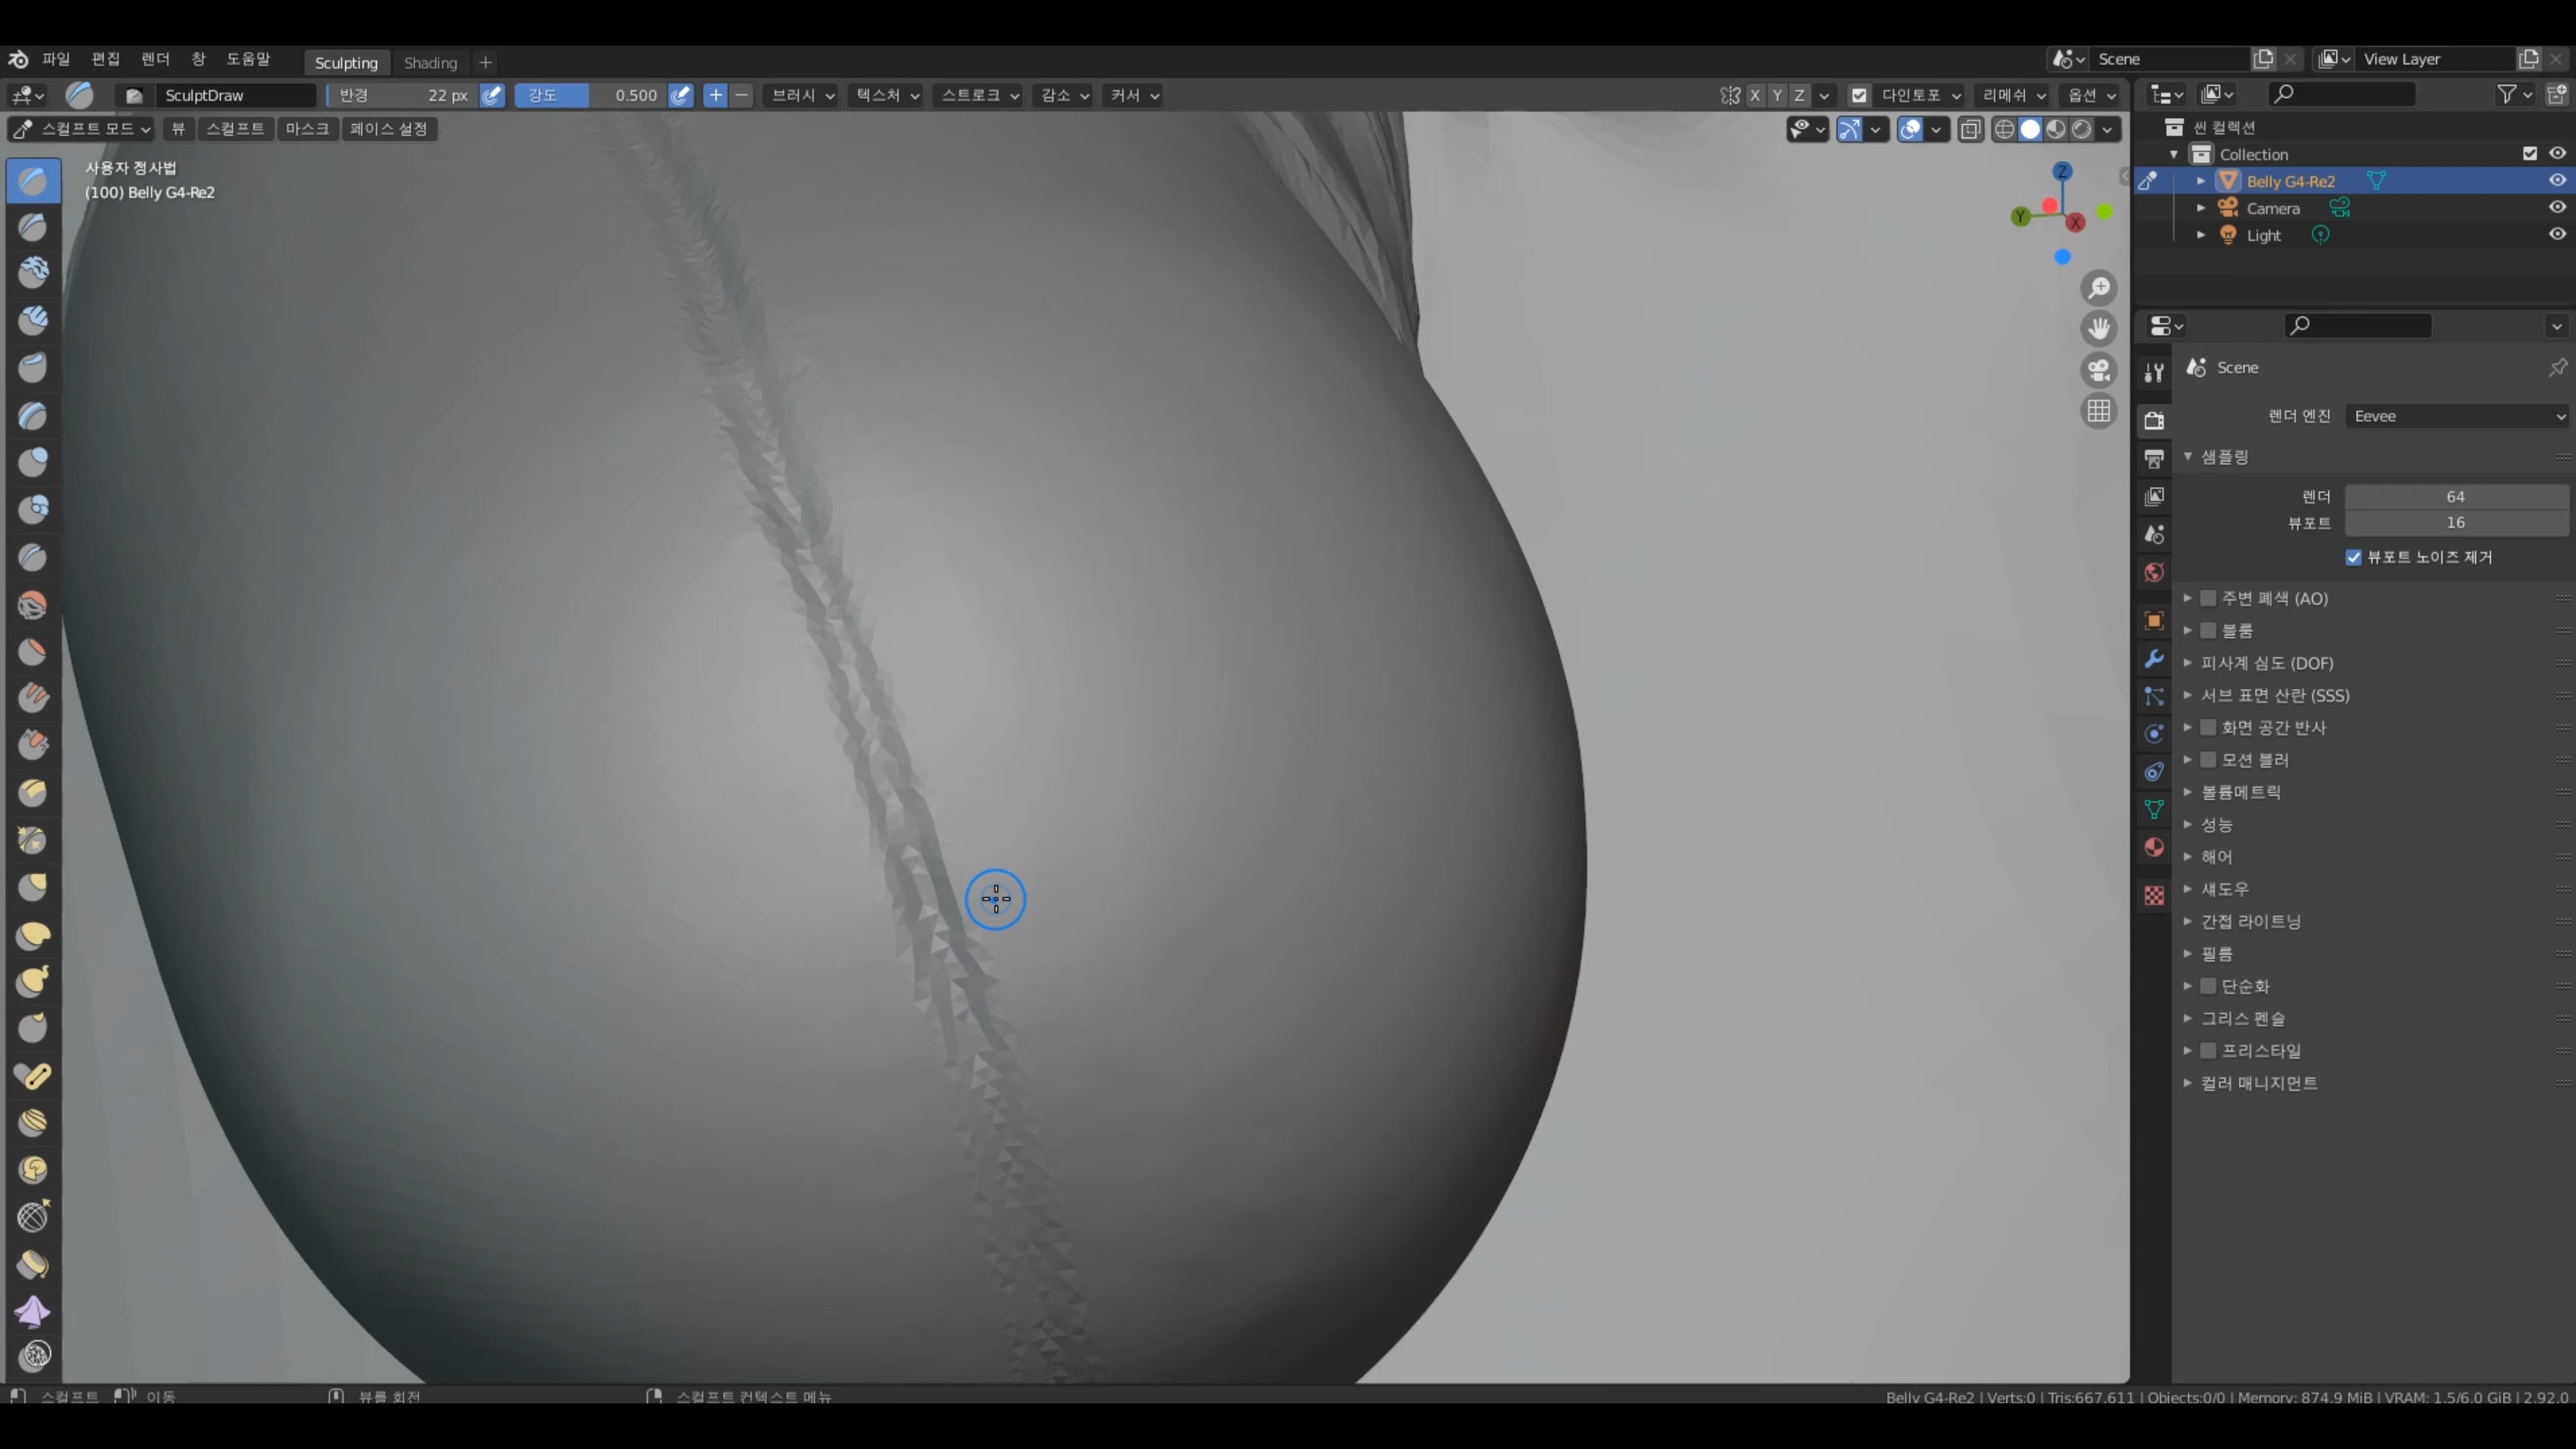 파일 편집 렌더 창 도움말 Sculpting Shading + Scene View Layer
SculptDraw 반경 22 px 강도 0.500 + − 브러시 텍스처 스트로크 감소 커서 X Y Z 다인토포 리메쉬 옵션
스컬프트 모드 뷰 스컬프트 마스크 페이스 설정
사용자 정사법
(100) Belly G4-Re2
Z
Y
X
씬 컬렉션
Collection
Belly G4-Re2
Camera
Light
Scene
렌더 엔진 Eevee
샘플링
렌더 64
뷰포트 16
뷰포트 노이즈 제거
주변 폐색 (AO)
블룸
피사계 심도 (DOF)
서브 표면 산란 (SSS)
화면 공간 반사
모션 블러
볼륨메트릭
성능
헤어
섀도우
간접 라이트닝
필름
단순화
그리스 펜슬
프리스타일
컬러 매니지먼트
스컬프트 이동 뷰를 회전 스컬프트 컨텍스트 메뉴 Belly G4-Re2 | Verts:0 | Tris:667,611 | Objects:0/0 | Memory: 874.9 MiB | VRAM: 1.5/6.0 GiB | 2.92.0